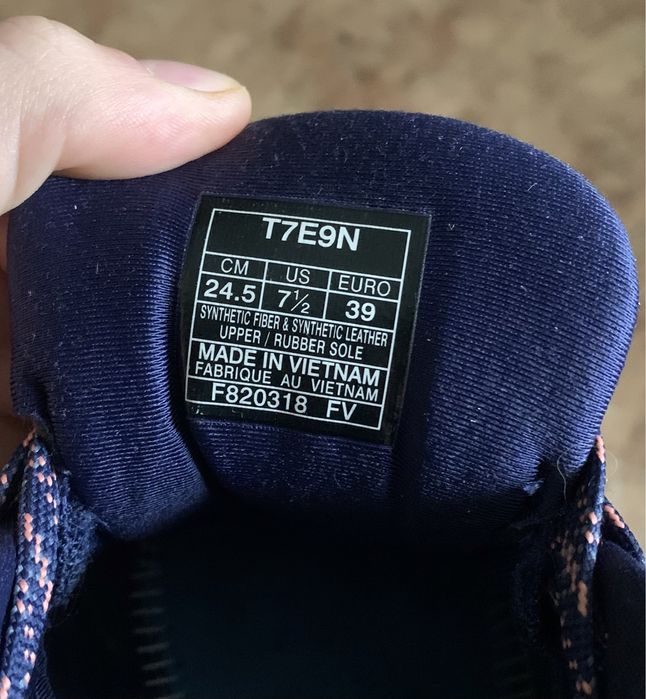 T7E9N
CM US EURO
24.5 7½ 39
SYNTHETIC FIBER & SYNTHETIC LEATHER
UPPER / RUBBER SOLE
MADE IN VIETNAM
FABRIQUE AU VIETNAM
F820318 FV